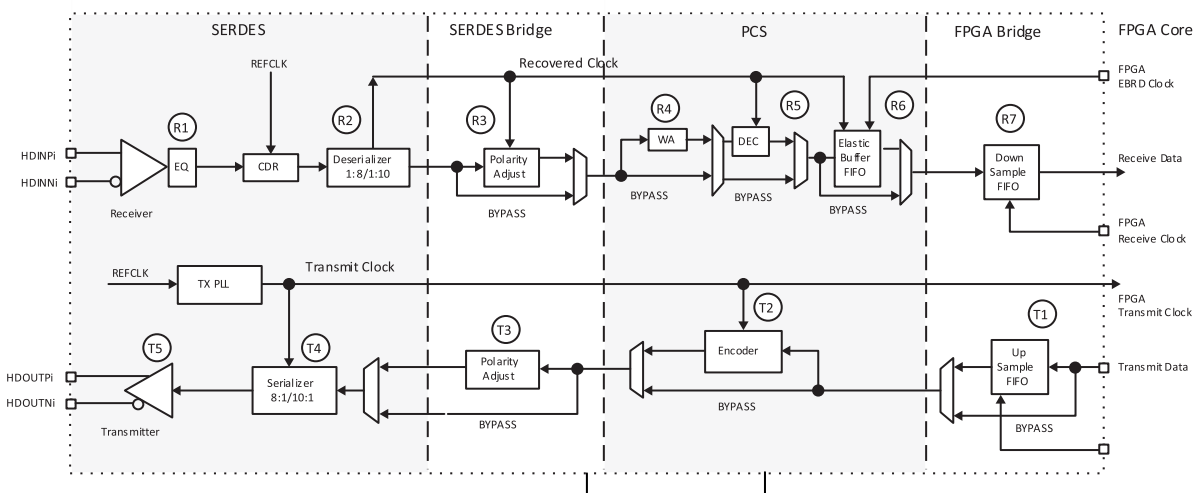 SERDES
SERDES Bridge
PCS
FPGA Bridge
FPGA Core
REFCLK
Recovered Clock
FPGA
EBRD Clock
R1
R2
R3
R4
R5
R6
R7
HDINPi
HDINNi
EQ
CDR
Deserializer
1:8/1:10
Polarity
Adjust
WA
DEC
Elastic
Buffer
FIFO
Down
Sample
FIFO
Receive Data
Receiver
BYPASS
BYPASS
BYPASS
BYPASS
FPGA
Receive Clock
REFCLK
TX PLL
Transmit Clock
FPGA
Transmit Clock
T5
T4
T3
T2
T1
HDOUTPi
HDOUTNi
Serializer
8:1/10:1
Polarity
Adjust
Encoder
Up
Sample
FIFO
Transmit Data
Transmitter
BYPASS
BYPASS
BYPASS